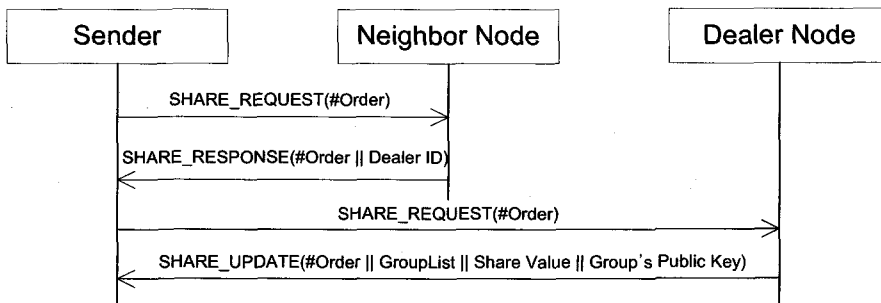 Sender
Neighbor Node
Dealer Node
SHARE_REQUEST(#Order)
SHARE_RESPONSE(#Order || Dealer ID)
SHARE_REQUEST(#Order)
SHARE_UPDATE(#Order || GroupList || Share Value || Group's Public Key)